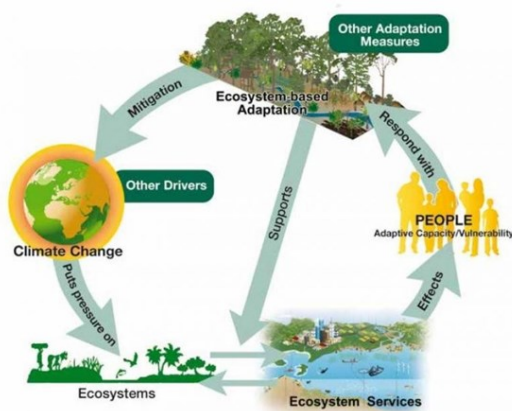 Other Adaptation
Measures
Ecosystem-based
Adaptation
Mitigation
Respond with
Other Drivers
Climate Change
Supports
PEOPLE
Adaptive Capacity/Vulnerability
Puts pressure on
Effects
Ecosystems
Ecosystem Services